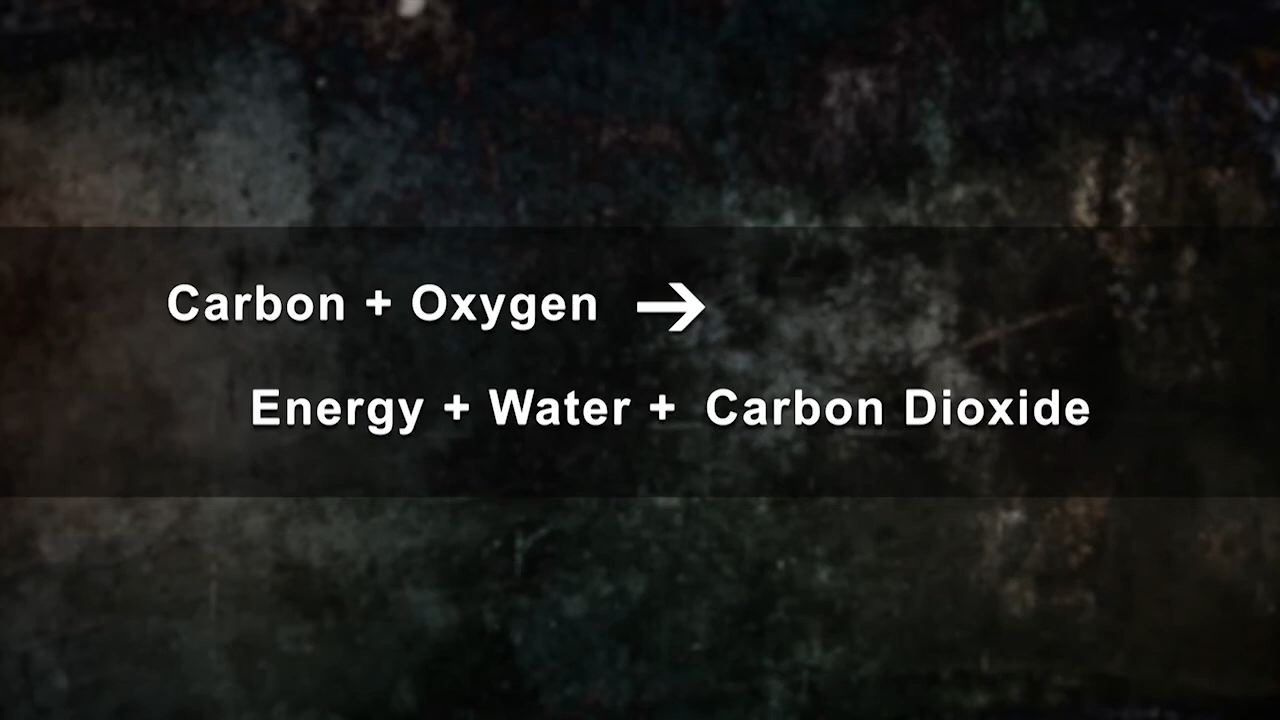 Carbon + Oxygen →
Energy + Water + Carbon Dioxide